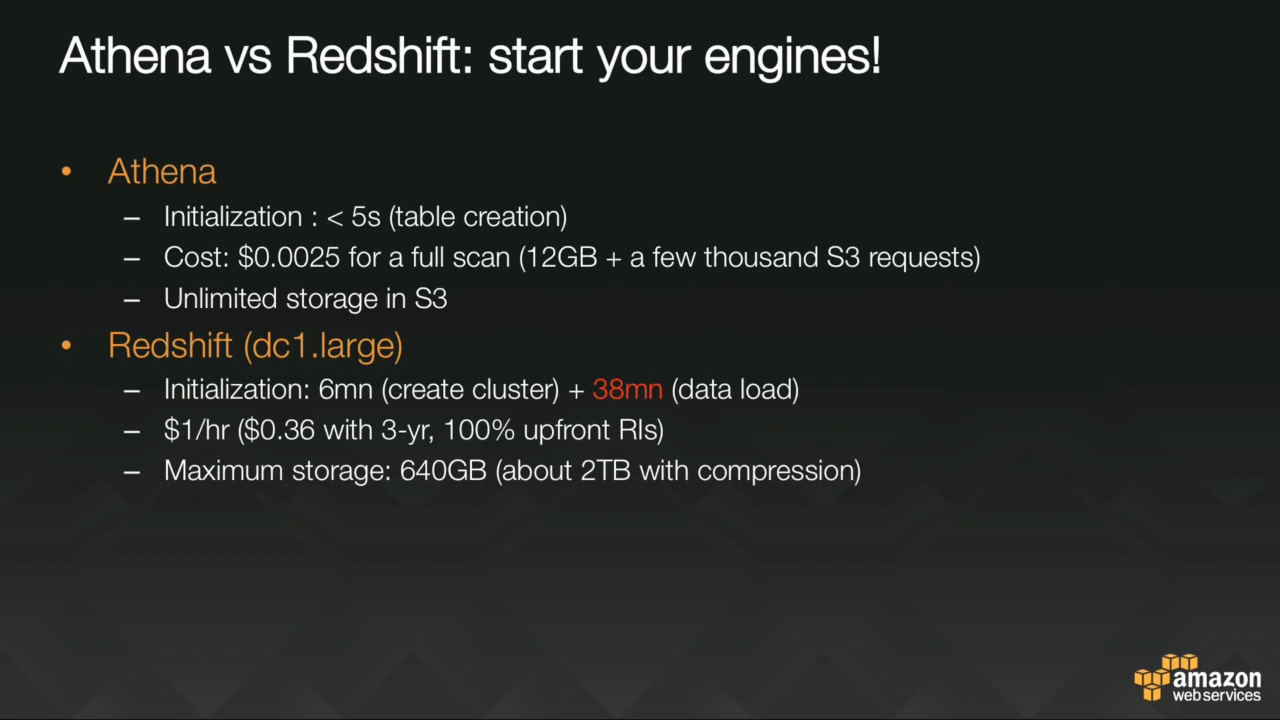 Athena vs Redshift: start your engines!
• Athena
– Initialization : < 5s (table creation)
– Cost: $0.0025 for a full scan (12GB + a few thousand S3 requests)
– Unlimited storage in S3
• Redshift (dc1.large)
– Initialization: 6mn (create cluster) + 38mn (data load)
– $1/hr ($0.36 with 3-yr, 100% upfront RIs)
– Maximum storage: 640GB (about 2TB with compression)
amazon
web services